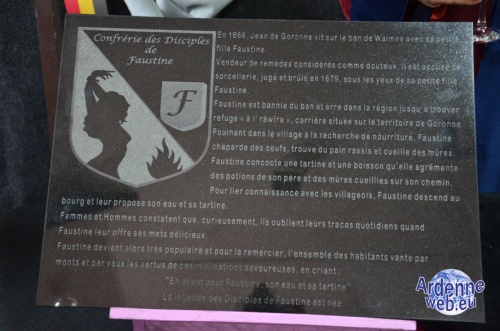 Confrérie des Disciples
de
Faustine
F
En 1666, Jean de Goronne vit sur le ban de Waimes avec sa petite
fille Faustine.
Vendeur de remèdes considérés comme douteux, il est accusé de
sorcellerie, jugé et brûlé en 1679, sous les yeux de sa petite fille
Faustine.
Faustine est bannie du ban et erre dans la région jusqu'à trouver
refuge « à l' râwîre », carrière située sur le territoire de Goronne.
Fouinant dans le village à la recherche de nourriture, Faustine
chaparde des oeufs, trouve du pain rassis et cueille des mûres.
Faustine concocte une tartine et une boisson qu'elle agrémente
des potions de son père et des mûres cueillies sur son chemin.
Pour lier connaissance avec les villageois, Faustine descend au
bourg et leur propose son eau et sa tartine.
Femmes et Hommes constatent que, curieusement, ils oublient leurs tracas quotidiens quand
Faustine leur offre ses mets délicieux.
Faustine devient alors très populaire et pour la remercier, l'ensemble des habitants vante par
monts et par vaux les vertus de ces réalisations savoureuses, en criant :
"En avant pour Faustine, son eau et sa tartine"
La légende des Disciples de Faustine est née
Ardenne
web.eu